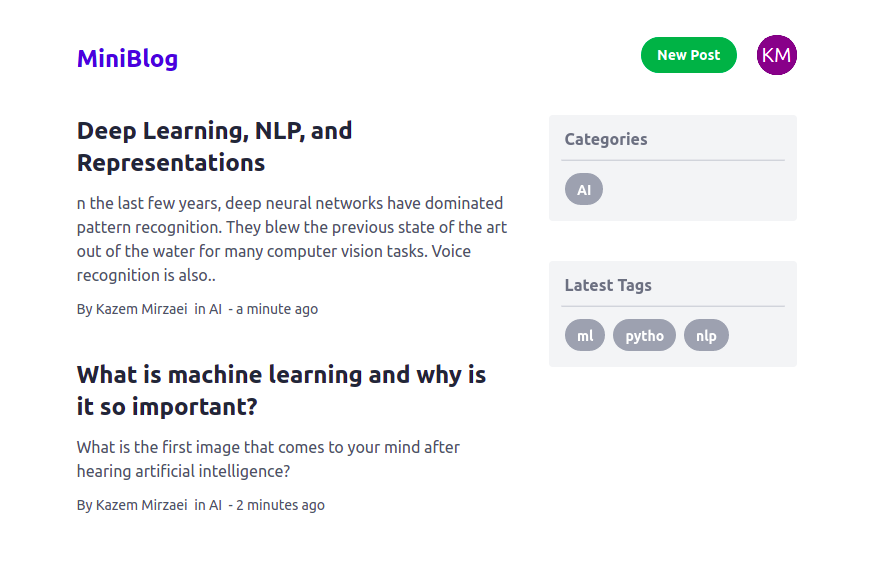 MiniBlog
New Post
KM
Deep Learning, NLP, and
Representations
n the last few years, deep neural networks have dominated
pattern recognition. They blew the previous state of the art
out of the water for many computer vision tasks. Voice
recognition is also..
By Kazem Mirzaei in AI - a minute ago
What is machine learning and why is
it so important?
What is the first image that comes to your mind after
hearing artificial intelligence?
By Kazem Mirzaei in AI - 2 minutes ago
Categories
AI
Latest Tags
ml pytho nlp